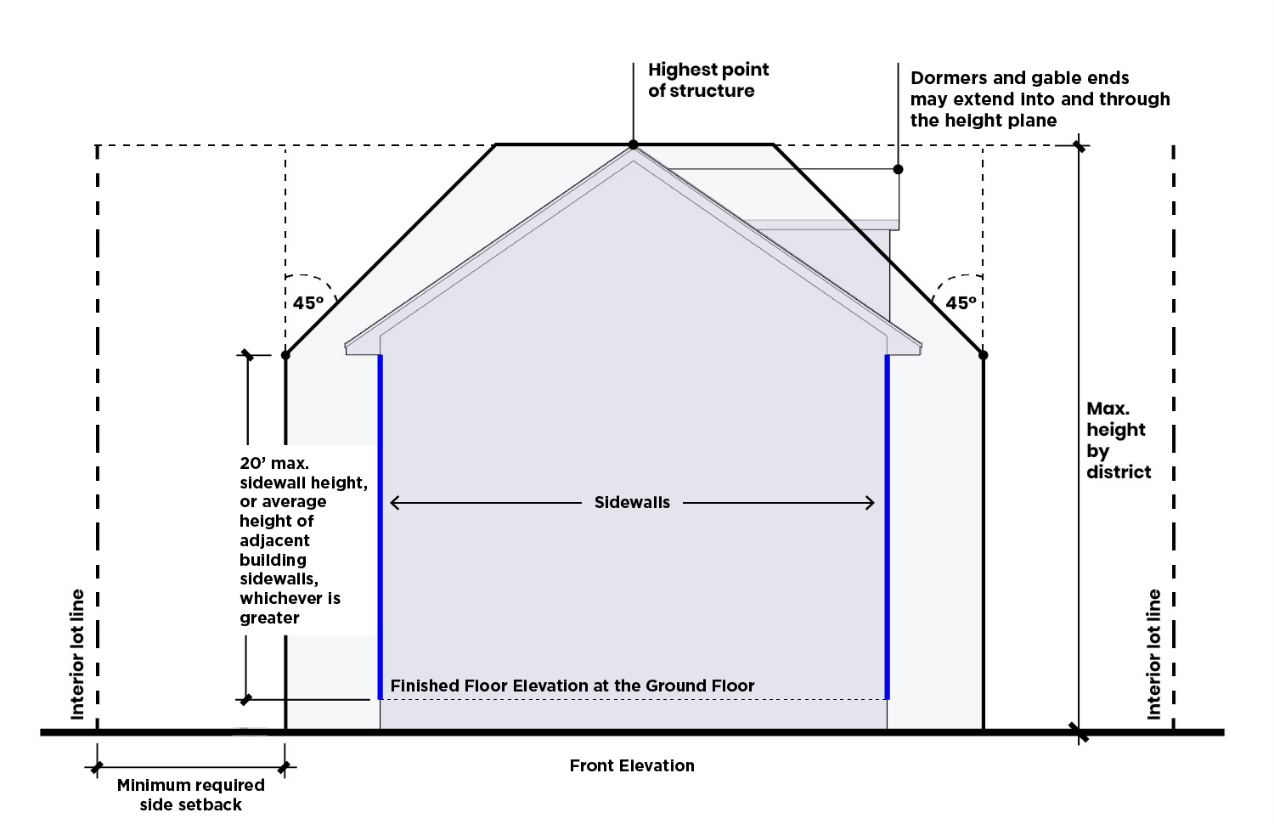 Highest point
of structure
Dormers and gable ends
may extend into and through
the height plane
45º
45º
Max.
height
by
district
20’ max.
sidewall height,
or average
height of
adjacent
building
sidewalls,
whichever is
greater
Sidewalls
Interior lot line
Interior lot line
Finished Floor Elevation at the Ground Floor
Front Elevation
Minimum required
side setback